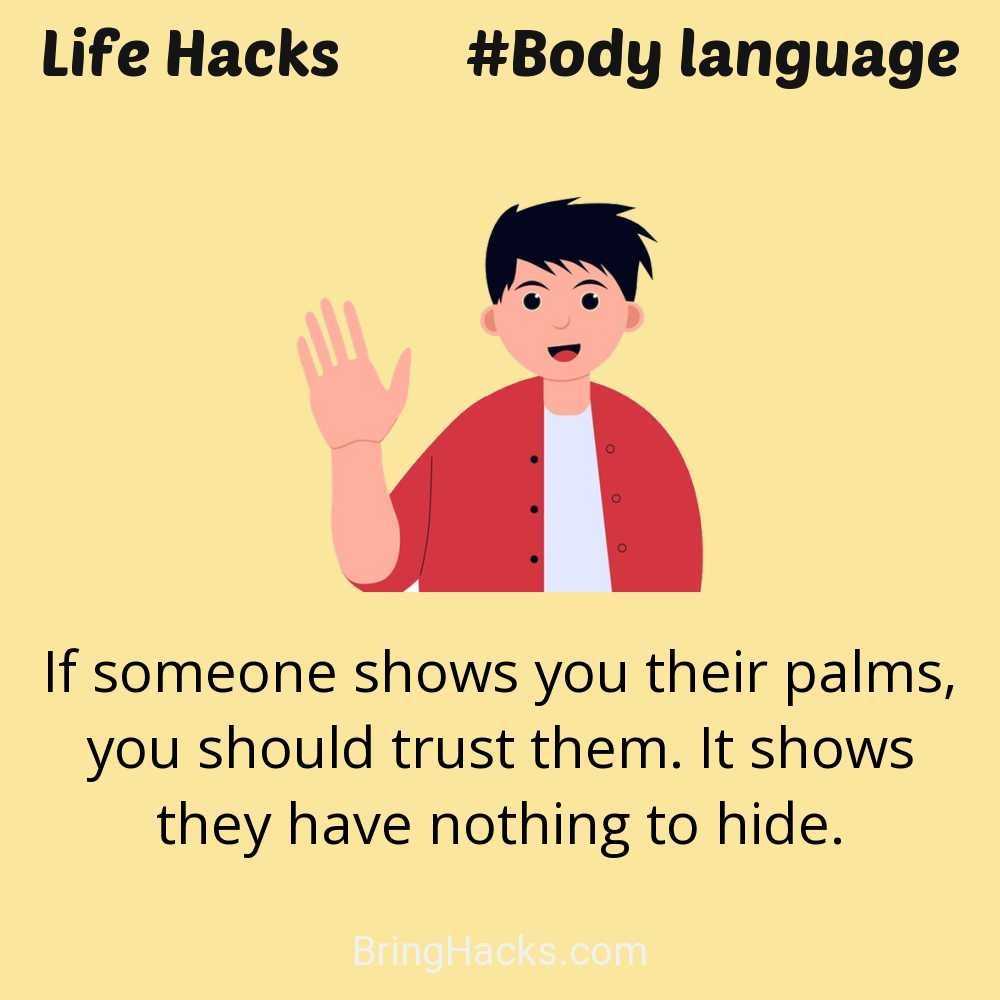 Life Hacks #Body language
If someone shows you their palms,
you should trust them. It shows
they have nothing to hide.
BringHacks.com